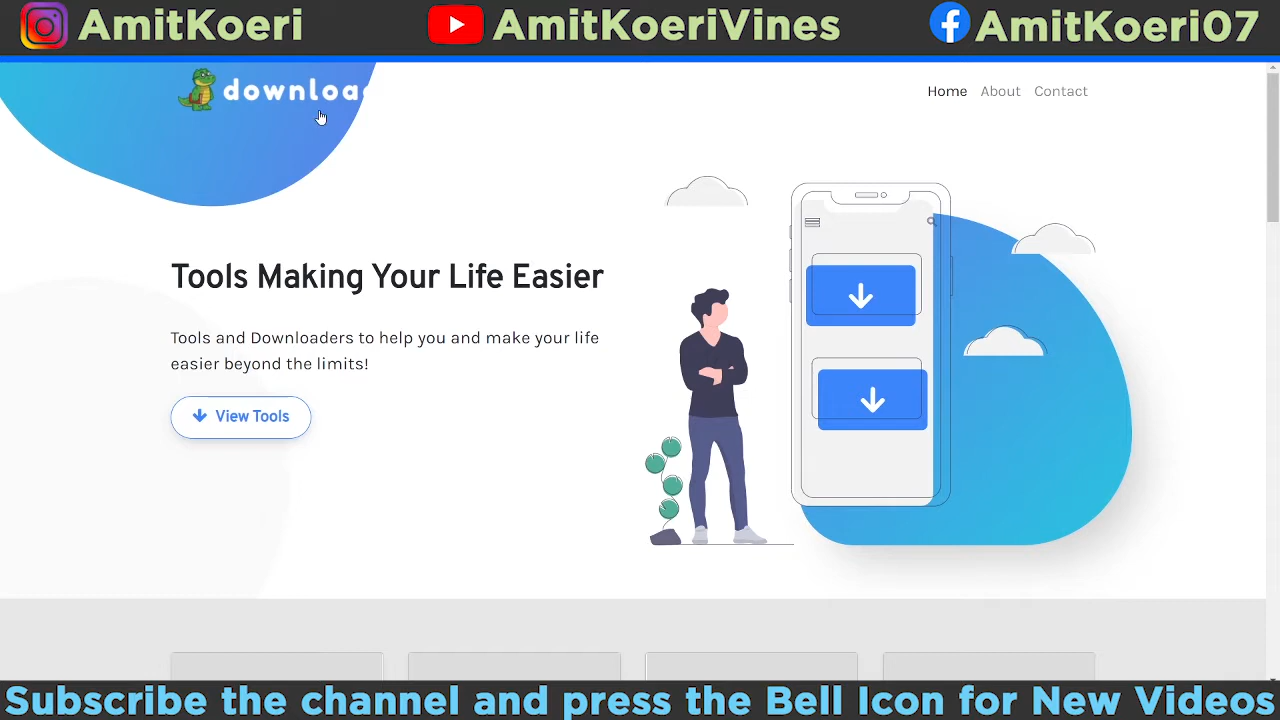 AmitKoeri AmitKoeriVines AmitKoeri07
Home About Contact
Tools Making Your Life Easier
Tools and Downloaders to help you and make your life
easier beyond the limits!
View Tools
Subscribe the channel and press the Bell Icon for New Videos